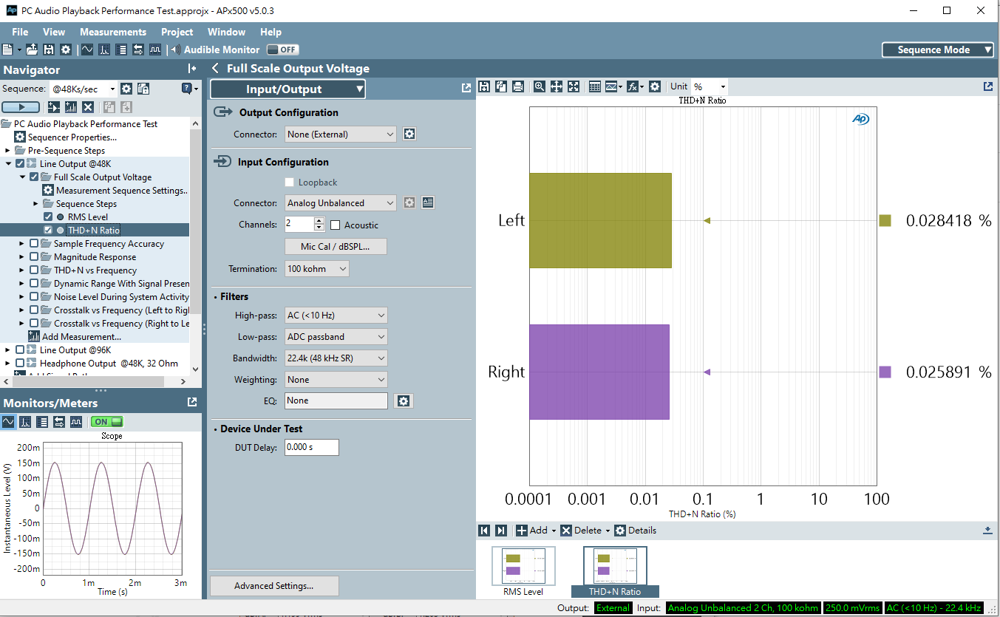 PC Audio Playback Performance Test.approjx - APx500 v5.0.3
File View Measurements Project Window Help
Audible Monitor OFF
Sequence Mode
Navigator
Sequence: @48Ks/sec
PC Audio Playback Performance Test
Sequencer Properties...
Pre-Sequence Steps
Line Output @48K
Full Scale Output Voltage
Measurement Sequence Settings..
Sequence Steps
RMS Level
THD+N Ratio
Sample Frequency Accuracy
Magnitude Response
THD+N vs Frequency
Dynamic Range With Signal Presen
Noise Level During System Activity
Crosstalk vs Frequency (Left to Righ
Crosstalk vs Frequency (Right to Le
Add Measurement...
Line Output @96K
Headphone Output @48K, 32 Ohm
Monitors/Meters
ON
Scope
Instantaneous Level (V)
200m
150m
100m
50m
0
-50m
-100m
-150m
-200m
0 1m 2m 3m
Time (s)
Full Scale Output Voltage
Input/Output
Output Configuration
Connector: None (External)
Input Configuration
Loopback
Connector: Analog Unbalanced
Channels: 2 Acoustic
Mic Cal / dBSPL...
Termination: 100 kohm
Filters
High-pass: AC (<10 Hz)
Low-pass: ADC passband
Bandwidth: 22.4k (48 kHz SR)
Weighting: None
EQ: None
Device Under Test
DUT Delay: 0.000 s
Advanced Settings...
Unit %
THD+N Ratio
Ap
Left 0.028418 %
Right 0.025891 %
0.0001 0.001 0.01 0.1 1 10 100
THD+N Ratio (%)
Add Delete Details
RMS Level THD+N Ratio
Output: External Input: Analog Unbalanced 2 Ch, 100 kohm 250.0 mVrms AC (<10 Hz) - 22.4 kHz